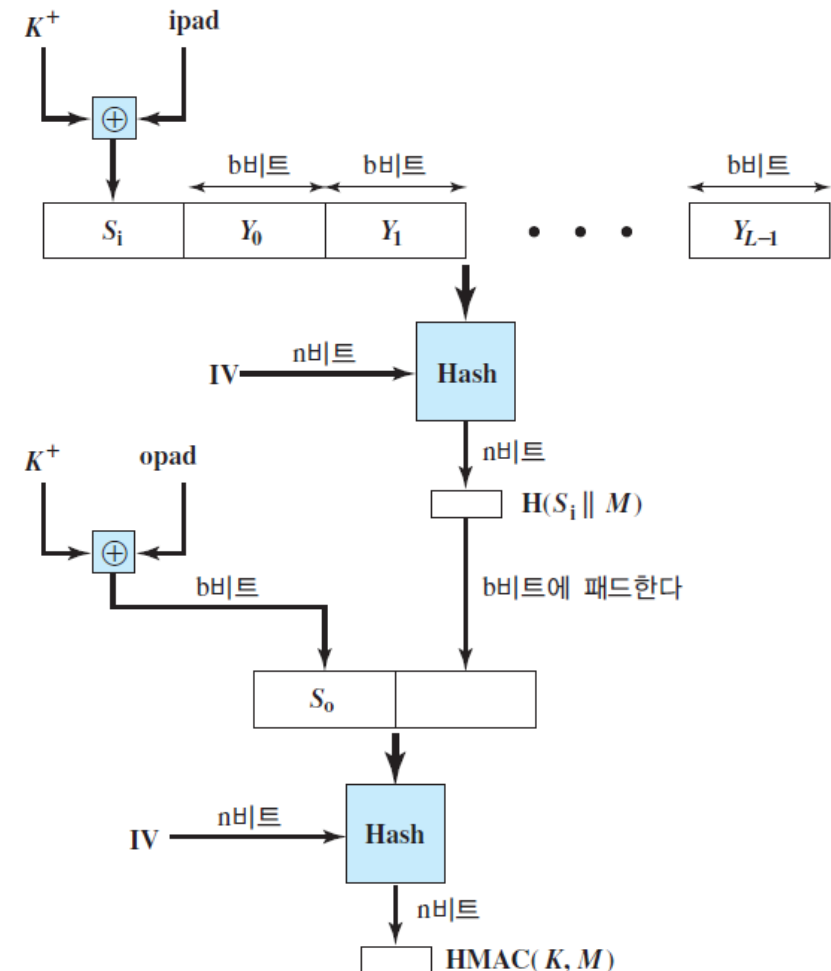 K+ ipad
⊕
b비트 b비트 b비트
Si Y0 Y1 • • • YL−1
n비트
IV Hash
K+ opad
n비트
H(Si || M)
⊕
b비트 b비트에 패드한다
So
n비트
IV Hash
n비트
HMAC(K, M)